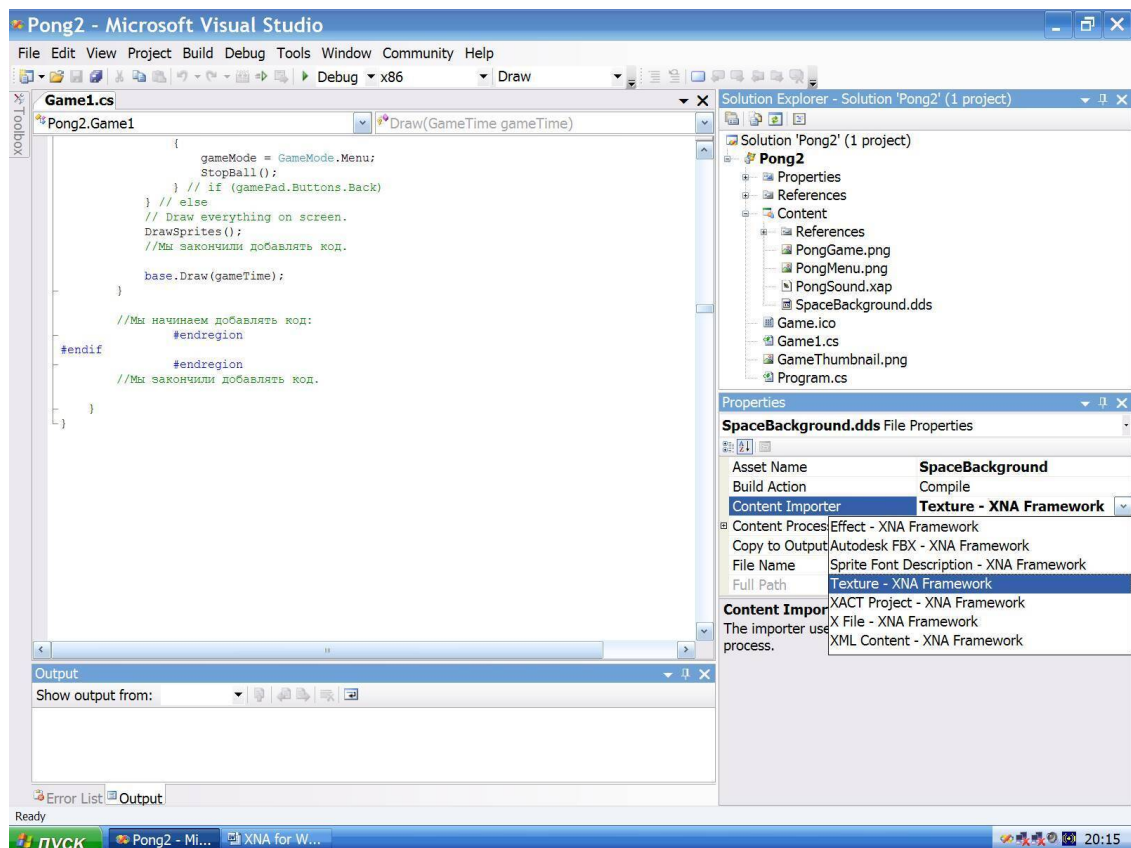 Pong2 - Microsoft Visual Studio
File Edit View Project Build Debug Tools Window Community Help
Debug x86 Draw
Toolbox
Game1.cs
Pong2.Game1 Draw(GameTime gameTime)
{
gameMode = GameMode.Menu;
StopBall();
} // if (gamePad.Buttons.Back)
} // else
// Draw everything on screen.
DrawSprites();
//Мы закончили добавлять код.
base.Draw(gameTime);
}
//Мы начинаем добавлять код:
#endregion
#endif
#endregion
//Мы закончили добавлять код.
}
}
Output
Show output from:
Error List Output
Solution Explorer - Solution 'Pong2' (1 project)
Solution 'Pong2' (1 project)
Pong2
Properties
References
Content
References
PongGame.png
PongMenu.png
PongSound.xap
SpaceBackground.dds
Game.ico
Game1.cs
GameThumbnail.png
Program.cs
Properties
SpaceBackground.dds File Properties
Asset Name SpaceBackground
Build Action Compile
Content Importer Texture - XNA Framework
Content Proces
Copy to Output
File Name
Full Path
Effect - XNA Framework
Autodesk FBX - XNA Framework
Sprite Font Description - XNA Framework
Texture - XNA Framework
XACT Project - XNA Framework
X File - XNA Framework
XML Content - XNA Framework
Content Impor
The importer use
process.
Ready
пуск Pong2 - Mi... XNA for W... 20:15